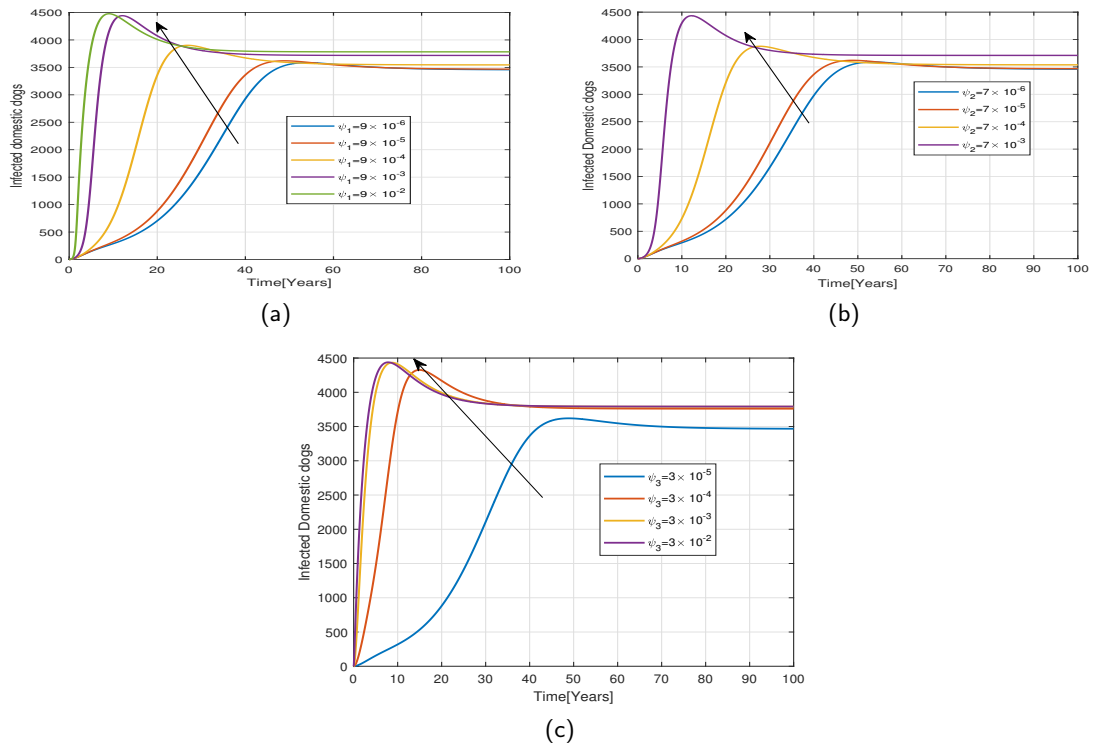 4500
4000
3500
3000
2500
2000
1500
1000
500
0
Infected domestic dogs
0 20 40 60 80 100
Time[Years]
ψ₁=9× 10⁻⁶
ψ₁=9× 10⁻⁵
ψ₁=9× 10⁻⁴
ψ₁=9× 10⁻³
ψ₁=9× 10⁻²
(a)
4500
4000
3500
3000
2500
2000
1500
1000
500
0
Infected Domestic dogs
0 10 20 30 40 50 60 70 80 90 100
Time[Years]
ψ₂=7× 10⁻⁶
ψ₂=7× 10⁻⁵
ψ₂=7× 10⁻⁴
ψ₂=7× 10⁻³
(b)
4500
4000
3500
3000
2500
2000
1500
1000
500
0
Infected Domestic dogs
0 10 20 30 40 50 60 70 80 90 100
Time[Years]
ψ₃=3× 10⁻⁵
ψ₃=3× 10⁻⁴
ψ₃=3× 10⁻³
ψ₃=3× 10⁻²
(c)